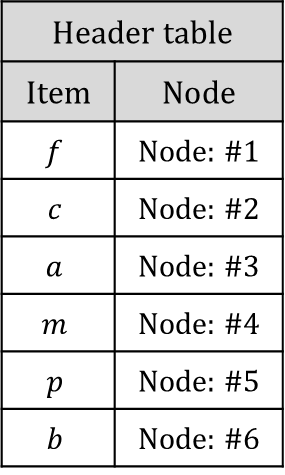 Header table
Item Node
f Node: #1
c Node: #2
a Node: #3
m Node: #4
p Node: #5
b Node: #6